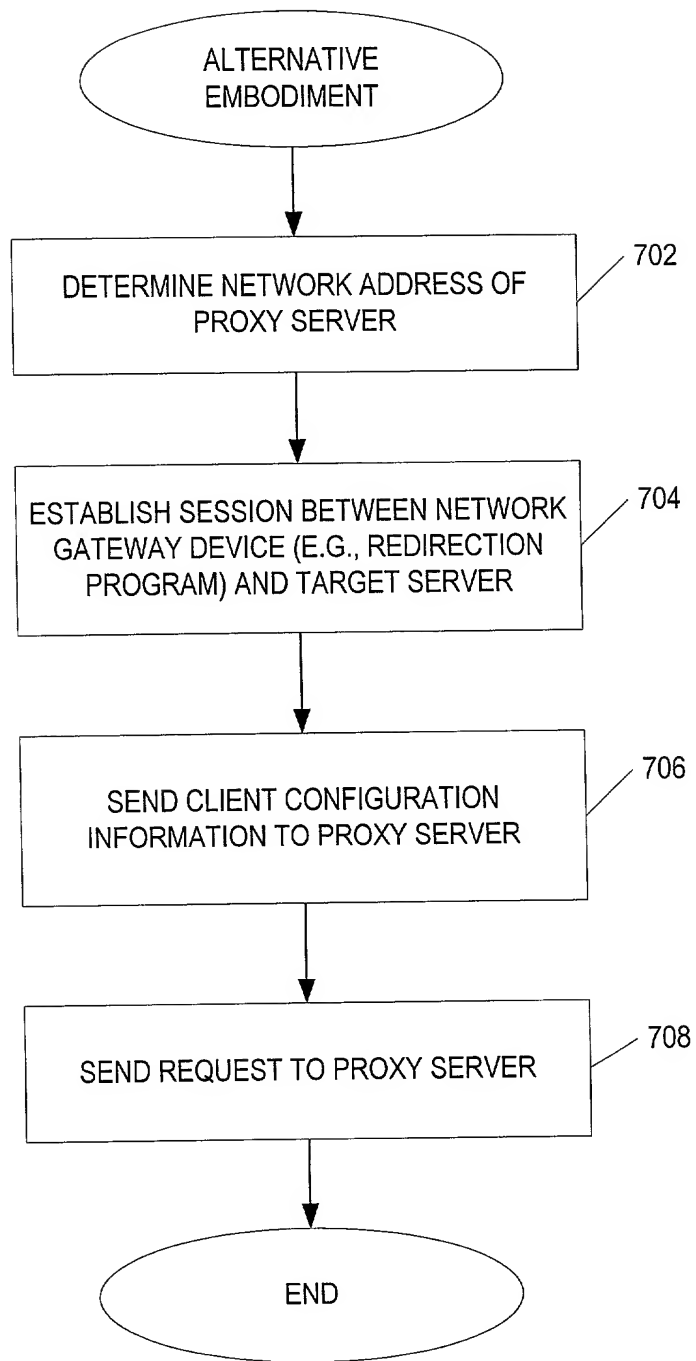 ALTERNATIVE
EMBODIMENT
702
DETERMINE NETWORK ADDRESS OF
PROXY SERVER
704
ESTABLISH SESSION BETWEEN NETWORK
GATEWAY DEVICE (E.G., REDIRECTION
PROGRAM) AND TARGET SERVER
706
SEND CLIENT CONFIGURATION
INFORMATION TO PROXY SERVER
708
SEND REQUEST TO PROXY SERVER
END